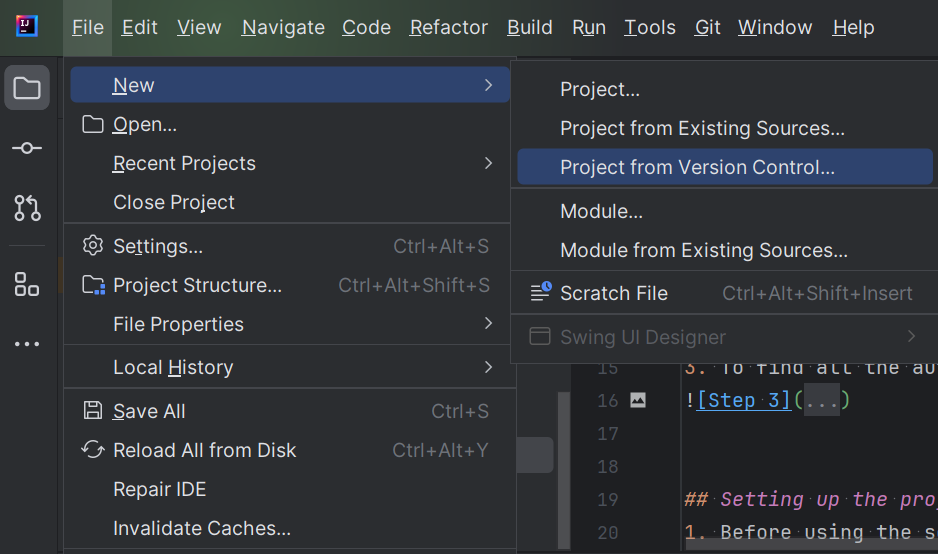 IJ
File Edit View Navigate Code Refactor Build Run Tools Git Window Help
New
Open...
Recent Projects
Close Project
Settings... Ctrl+Alt+S
Project Structure... Ctrl+Alt+Shift+S
File Properties
Local History
Save All Ctrl+S
Reload All from Disk Ctrl+Alt+Y
Repair IDE
Invalidate Caches...
Project...
Project from Existing Sources...
Project from Version Control...
Module...
Module from Existing Sources...
Scratch File Ctrl+Alt+Shift+Insert
Swing UI Designer
15 3. To find all the au
16 ![Step 3](...)
17
18
19 ## Setting up the pro
20 1. Before using the s